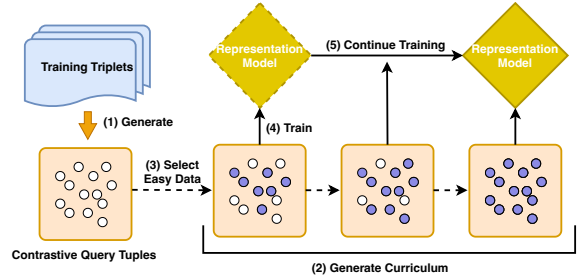 Training Triplets
(1) Generate
Contrastive Query Tuples
(3) Select
Easy Data
Representation
Model
(4) Train
(5) Continue Training
Representation
Model
(2) Generate Curriculum